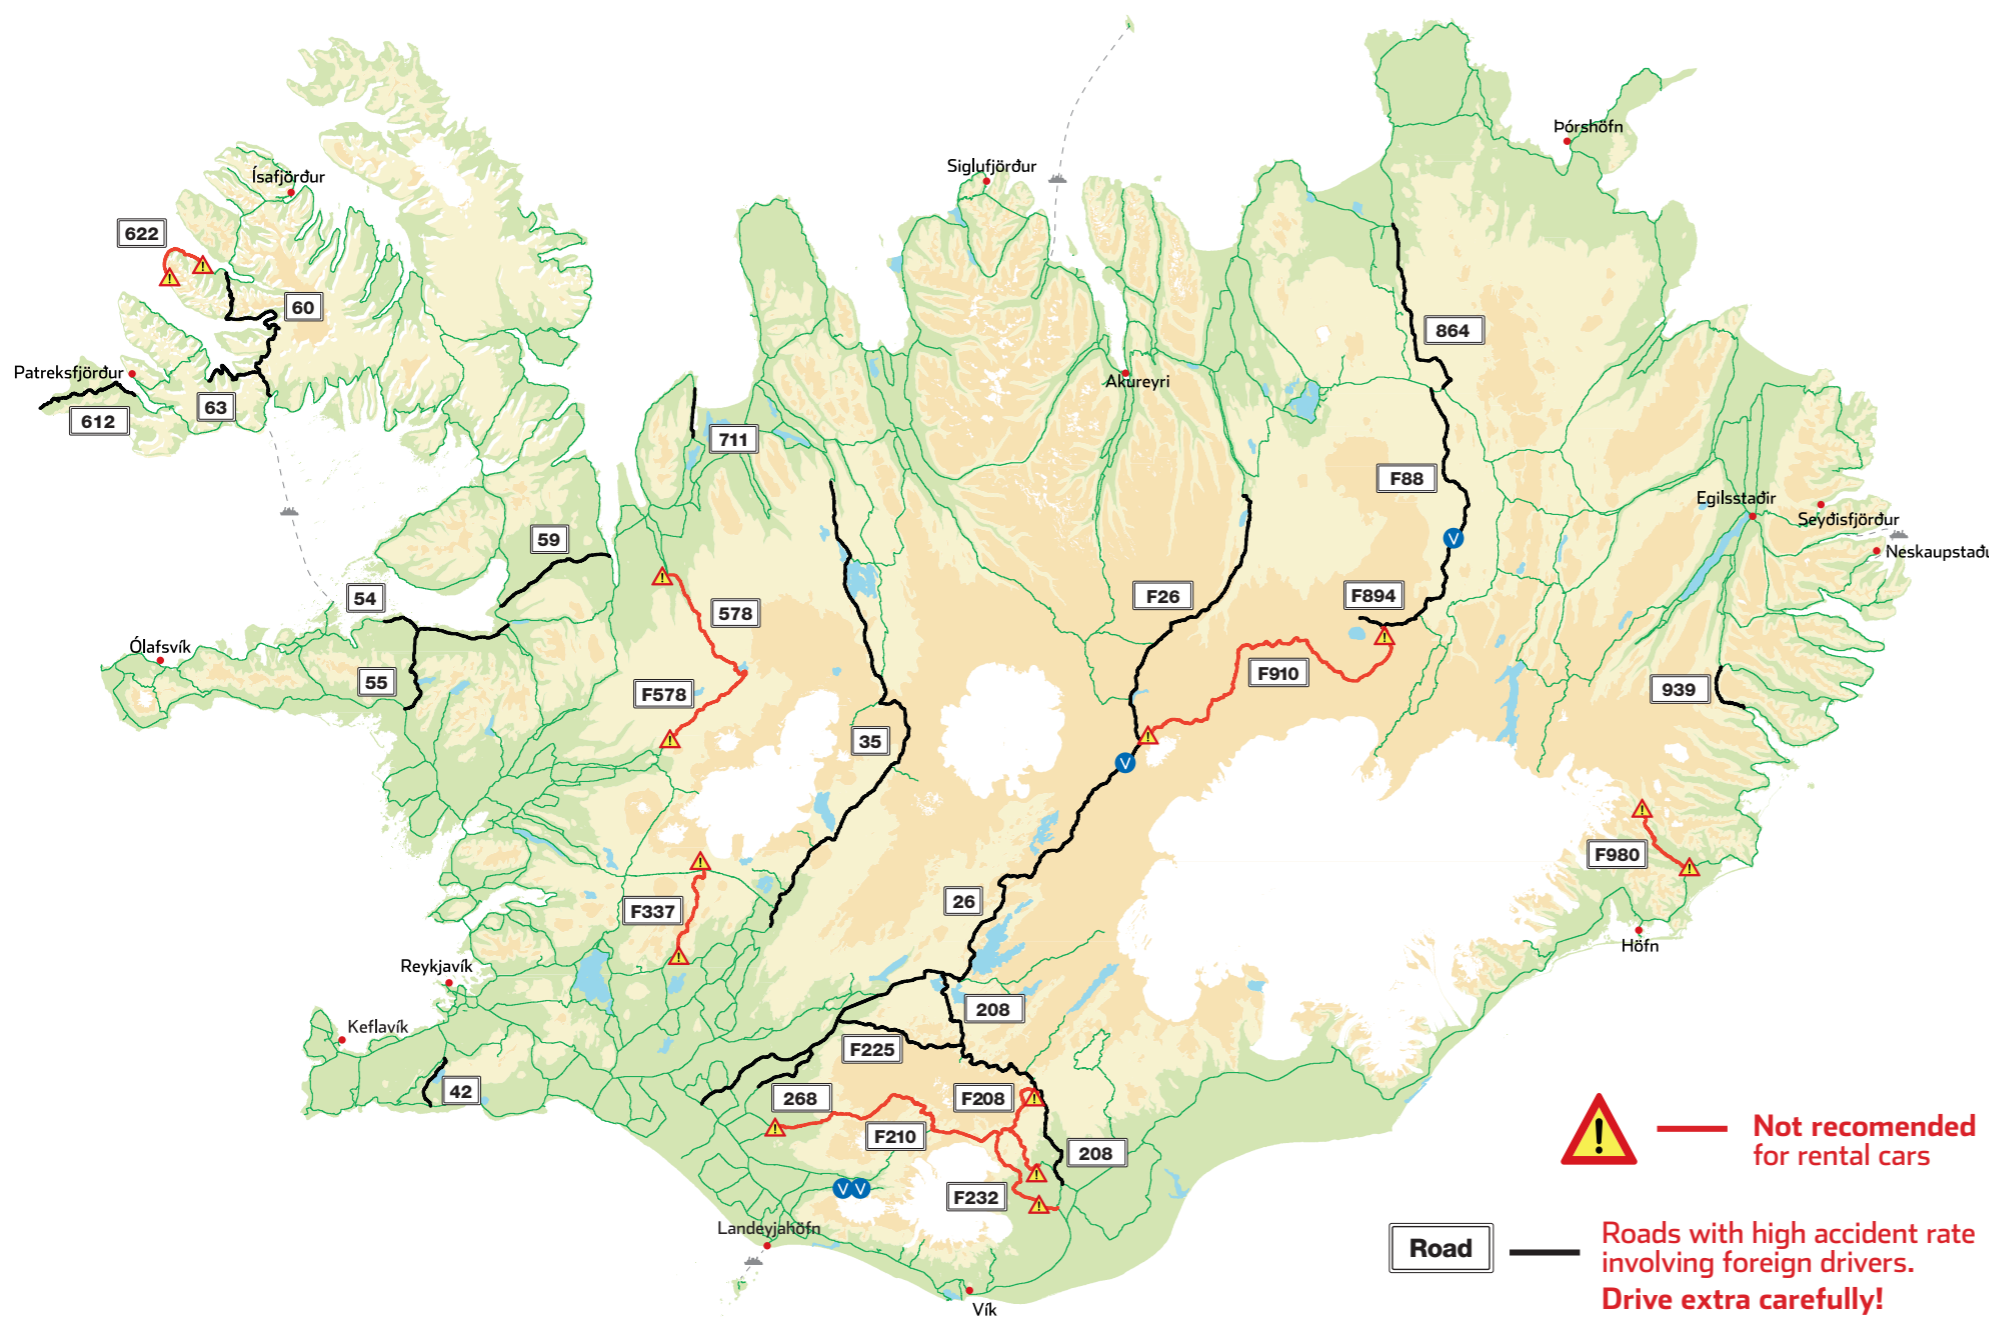 Þórshöfn
Siglufjörður
Ísafjörður
622
60
864
Patreksfjörður
Akureyri
63
612
711
F88
Egilsstaðir
Seyðisfjörður
59
Neskaupstaðu
F26
F894
54
578
Ólafsvík
F910
55
F578
939
35
F980
26
F337
Höfn
Reykjavík
208
Keflavík
F225
42
268
F208
F210
208
F232
V
V
V V
Landeyjahöfn
Vík
! Not recomended
for rental cars
Road Roads with high accident rate
involving foreign drivers.
Drive extra carefully!